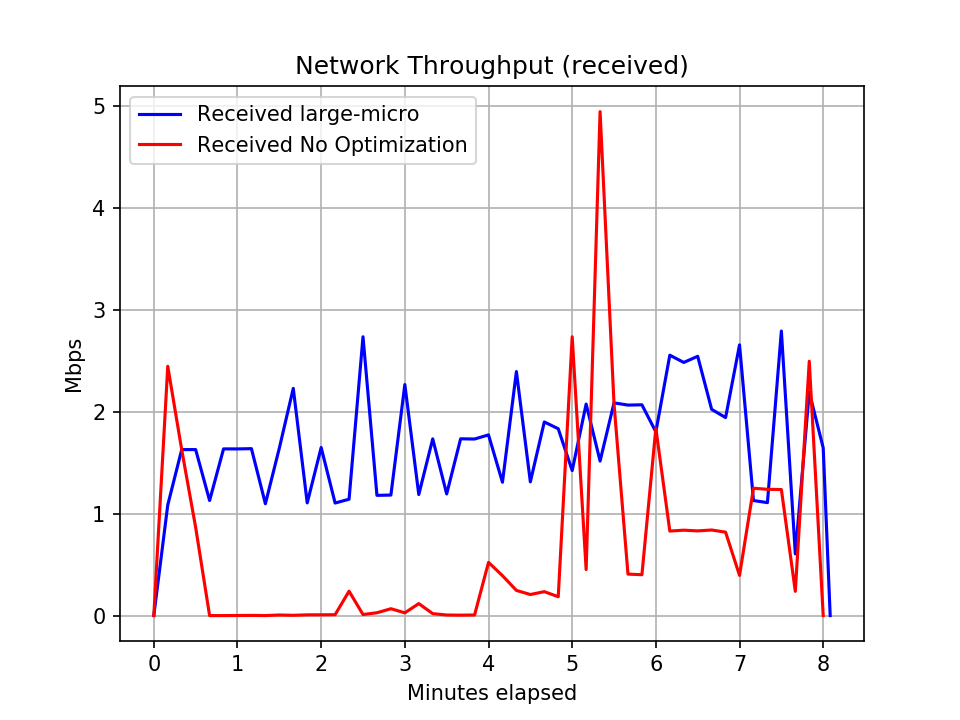 Network Throughput (received)
Received large-micro
Received No Optimization
5
4
3
2
1
0
Mbps
0 1 2 3 4 5 6 7 8
Minutes elapsed